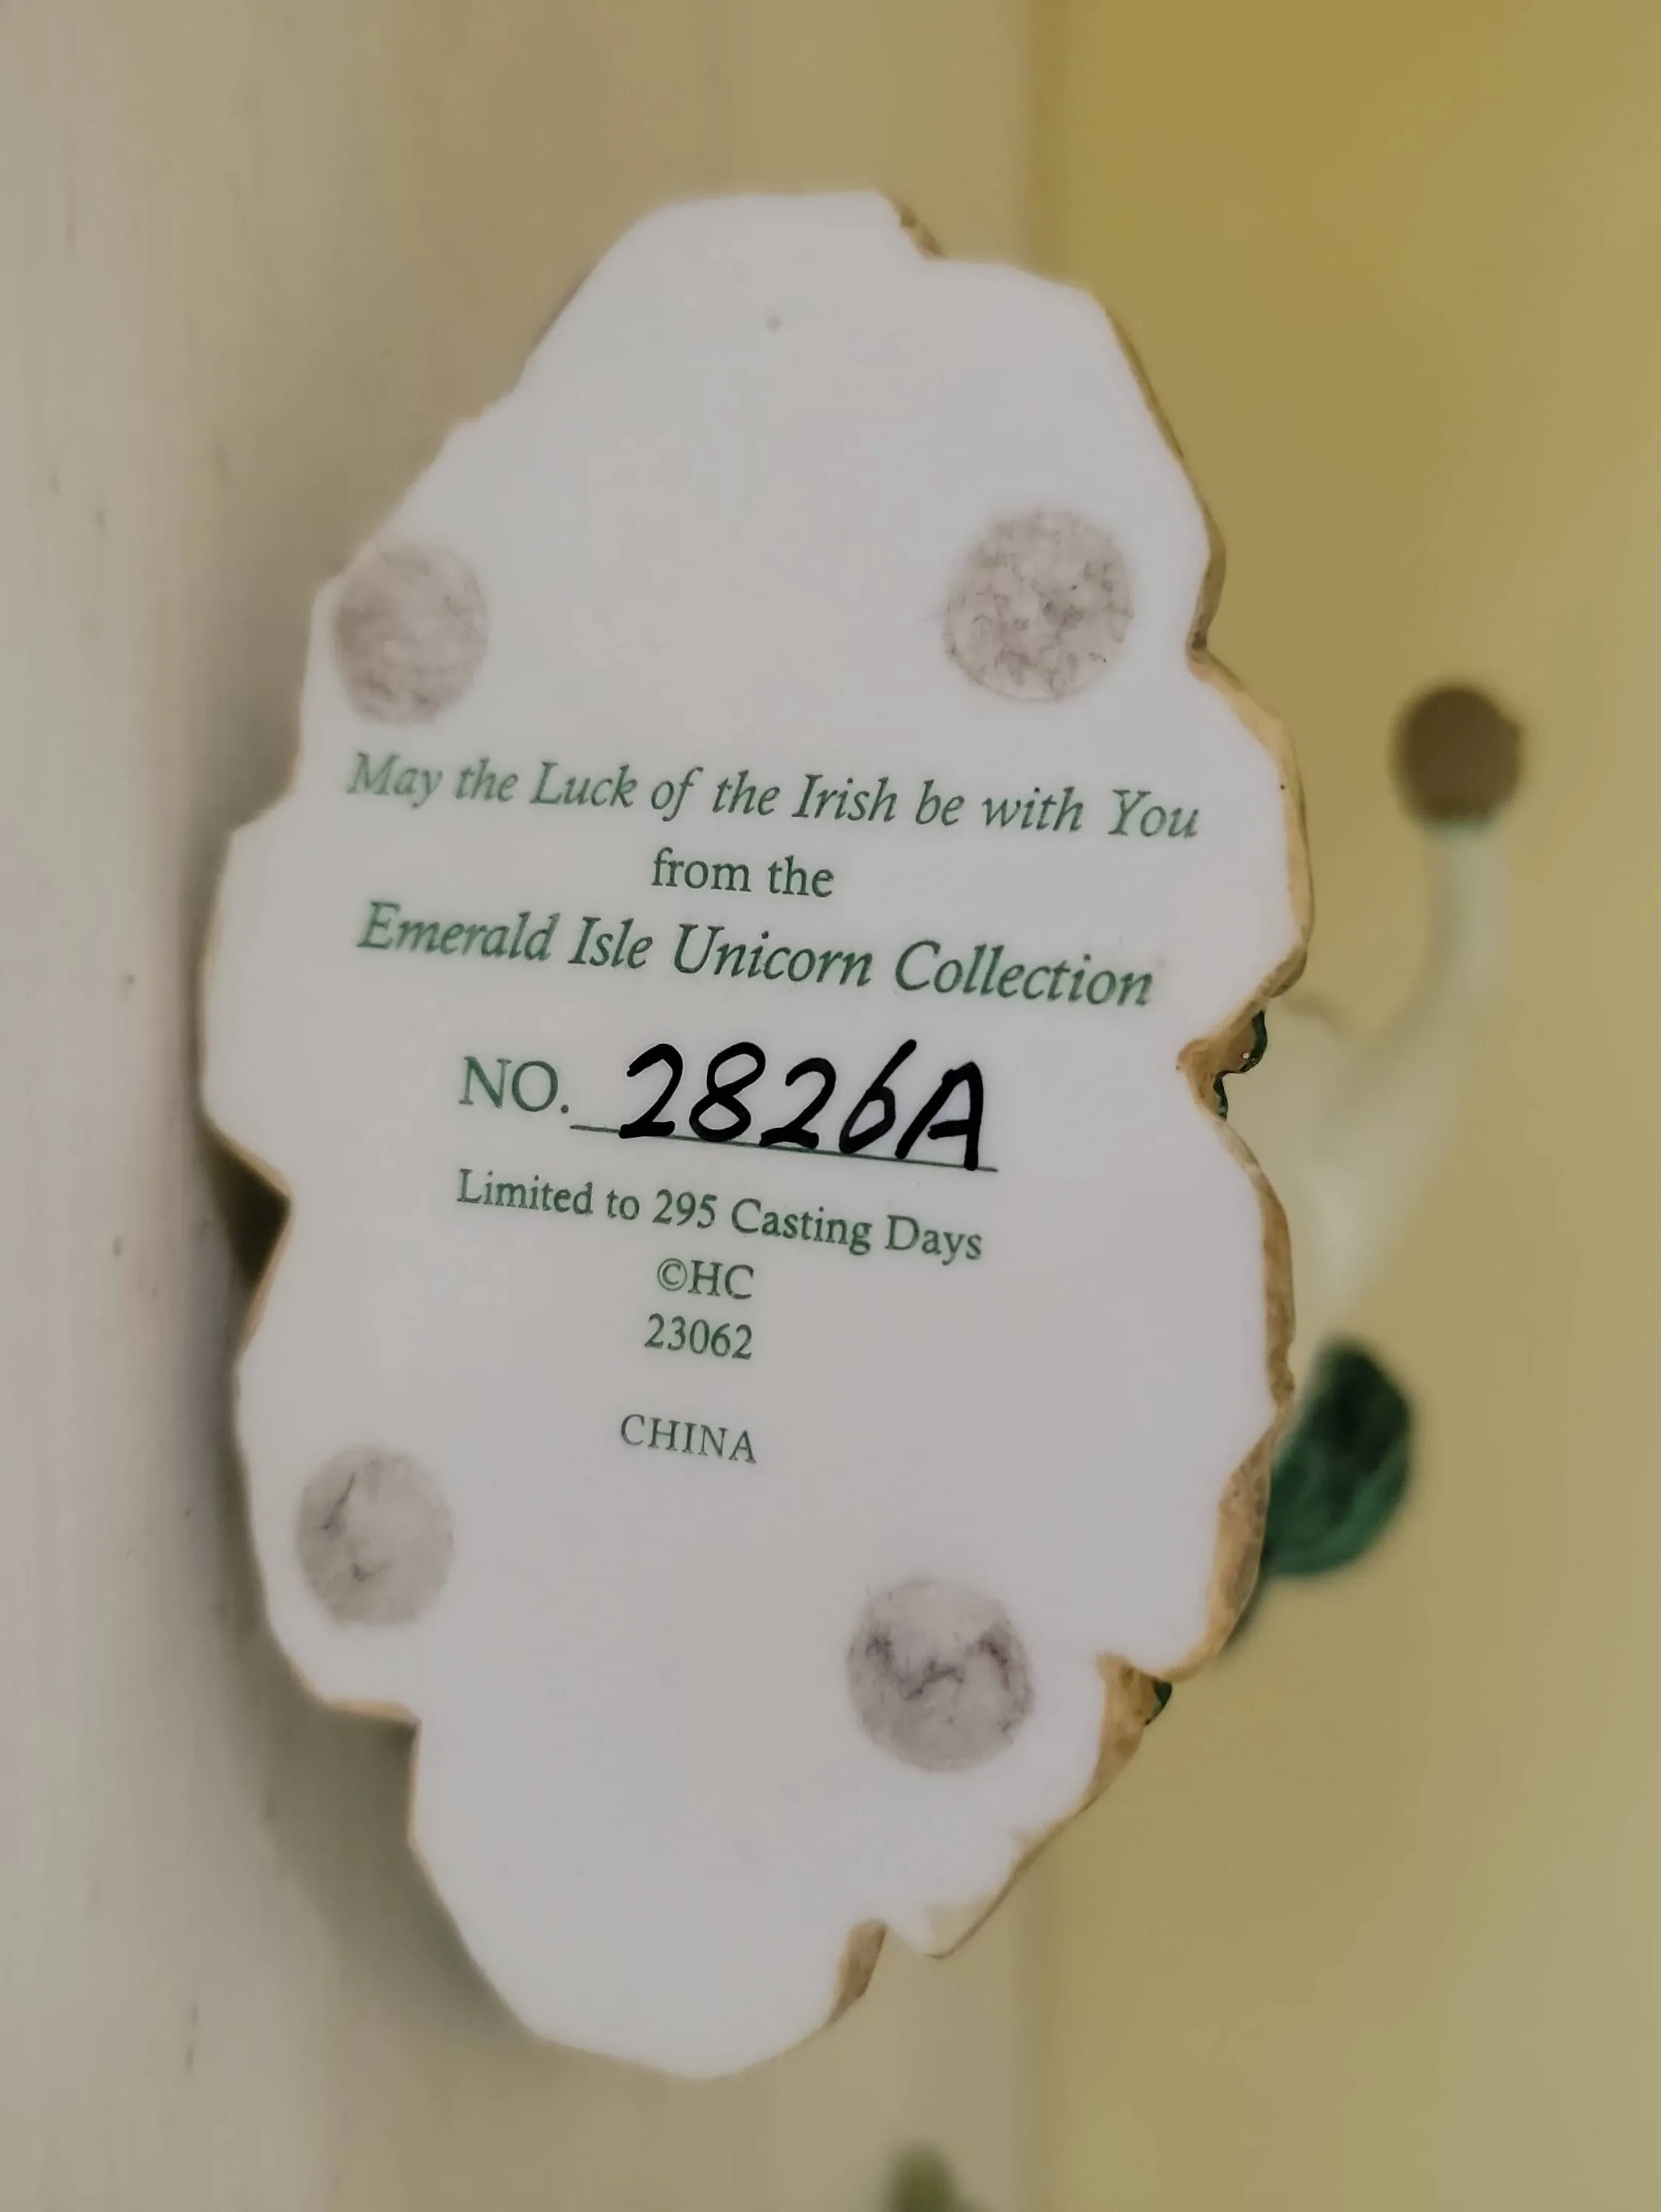 May the Luck of the Irish be with You
from the
Emerald Isle Unicorn Collection
NO. 2826A
Limited to 295 Casting Days
©HC
23062
CHINA